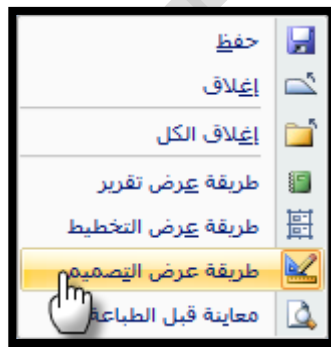 حفظ
إغلاق
إغلاق الكل
طريقة عرض تقرير
طريقة عرض التخطيط
طريقة عرض التصميم
معاينة قبل الطباعة